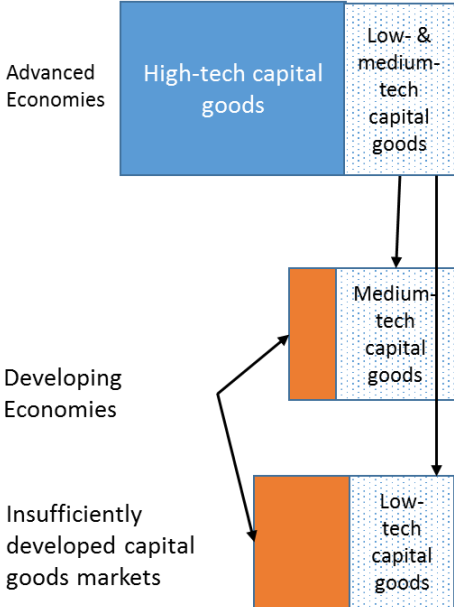 Advanced
Economies
High-tech capital
goods
Low- &
medium-
tech
capital
goods
Medium-
tech
capital
goods
Developing
Economies
Insufficiently
developed capital
goods markets
Low-
tech
capital
goods